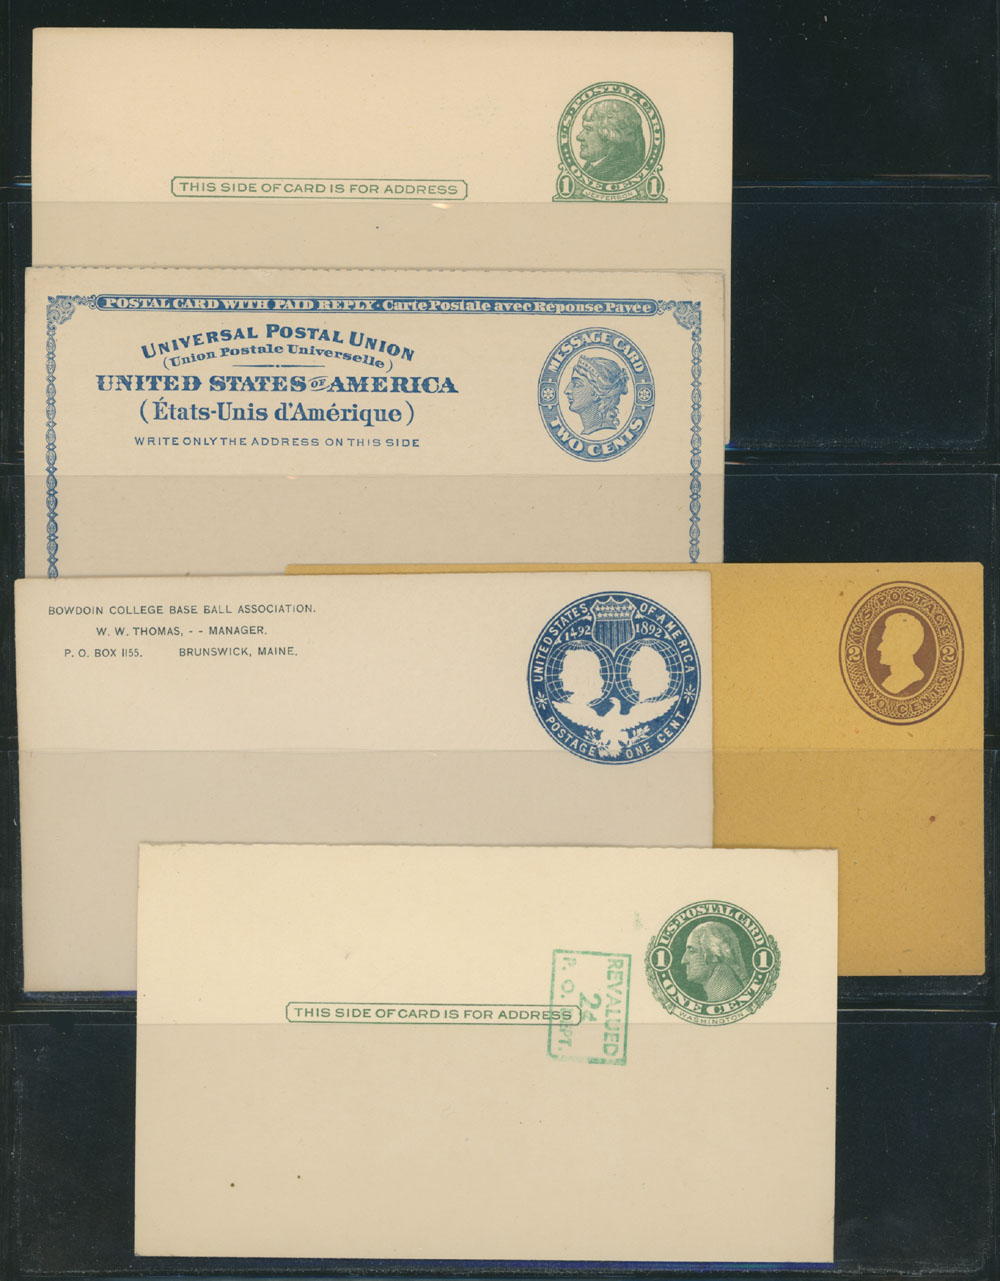 U.S. POSTAL CARD
1 ONE CENT 1
JEFFERSON
THIS SIDE OF CARD IS FOR ADDRESS
POSTAL CARD WITH PAID REPLY · Carte Postale avec Réponse Payée
UNIVERSAL POSTAL UNION
(Union Postale Universelle)
UNITED STATES OF AMERICA
(États-Unis d'Amérique)
WRITE ONLY THE ADDRESS ON THIS SIDE
MESSAGE CARD
TWO CENTS
BOWDOIN COLLEGE BASE BALL ASSOCIATION.
W. W. THOMAS, - - MANAGER.
P. O. BOX 1155. BRUNSWICK, MAINE.
UNITED STATES OF AMERICA
1492 1892
POSTAGE ONE CENT
U.S. POSTAGE
2 2
TWO CENTS
U.S. POSTAL CARD
1 ONE CENT 1
WASHINGTON
REVALUED
2¢
P. O. DEPT.
THIS SIDE OF CARD IS FOR ADDRESS